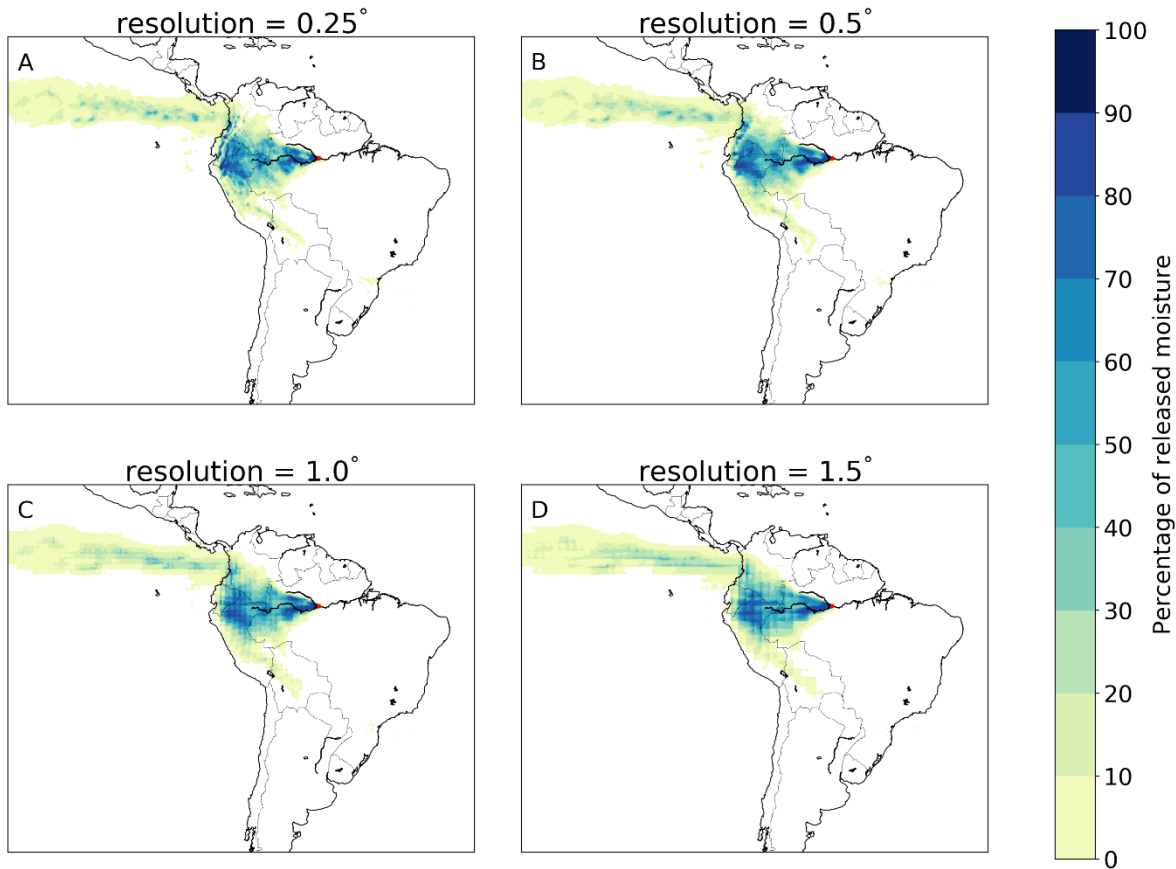 resolution = 0.25°
resolution = 0.5°
A
B
resolution = 1.0°
resolution = 1.5°
C
D
100
90
80
70
60
50
40
30
20
10
0
Percentage of released moisture